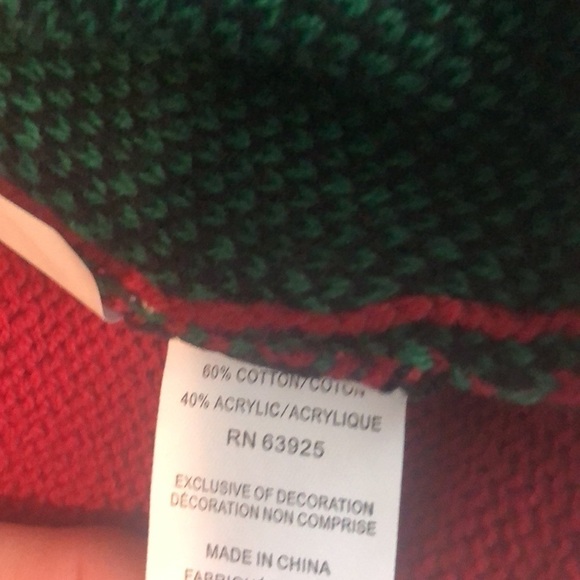 60% COTTON/COTON
40% ACRYLIC/ACRYLIQUE
RN 63925
EXCLUSIVE OF DECORATION
DÉCORATION NON COMPRISE
MADE IN CHINA